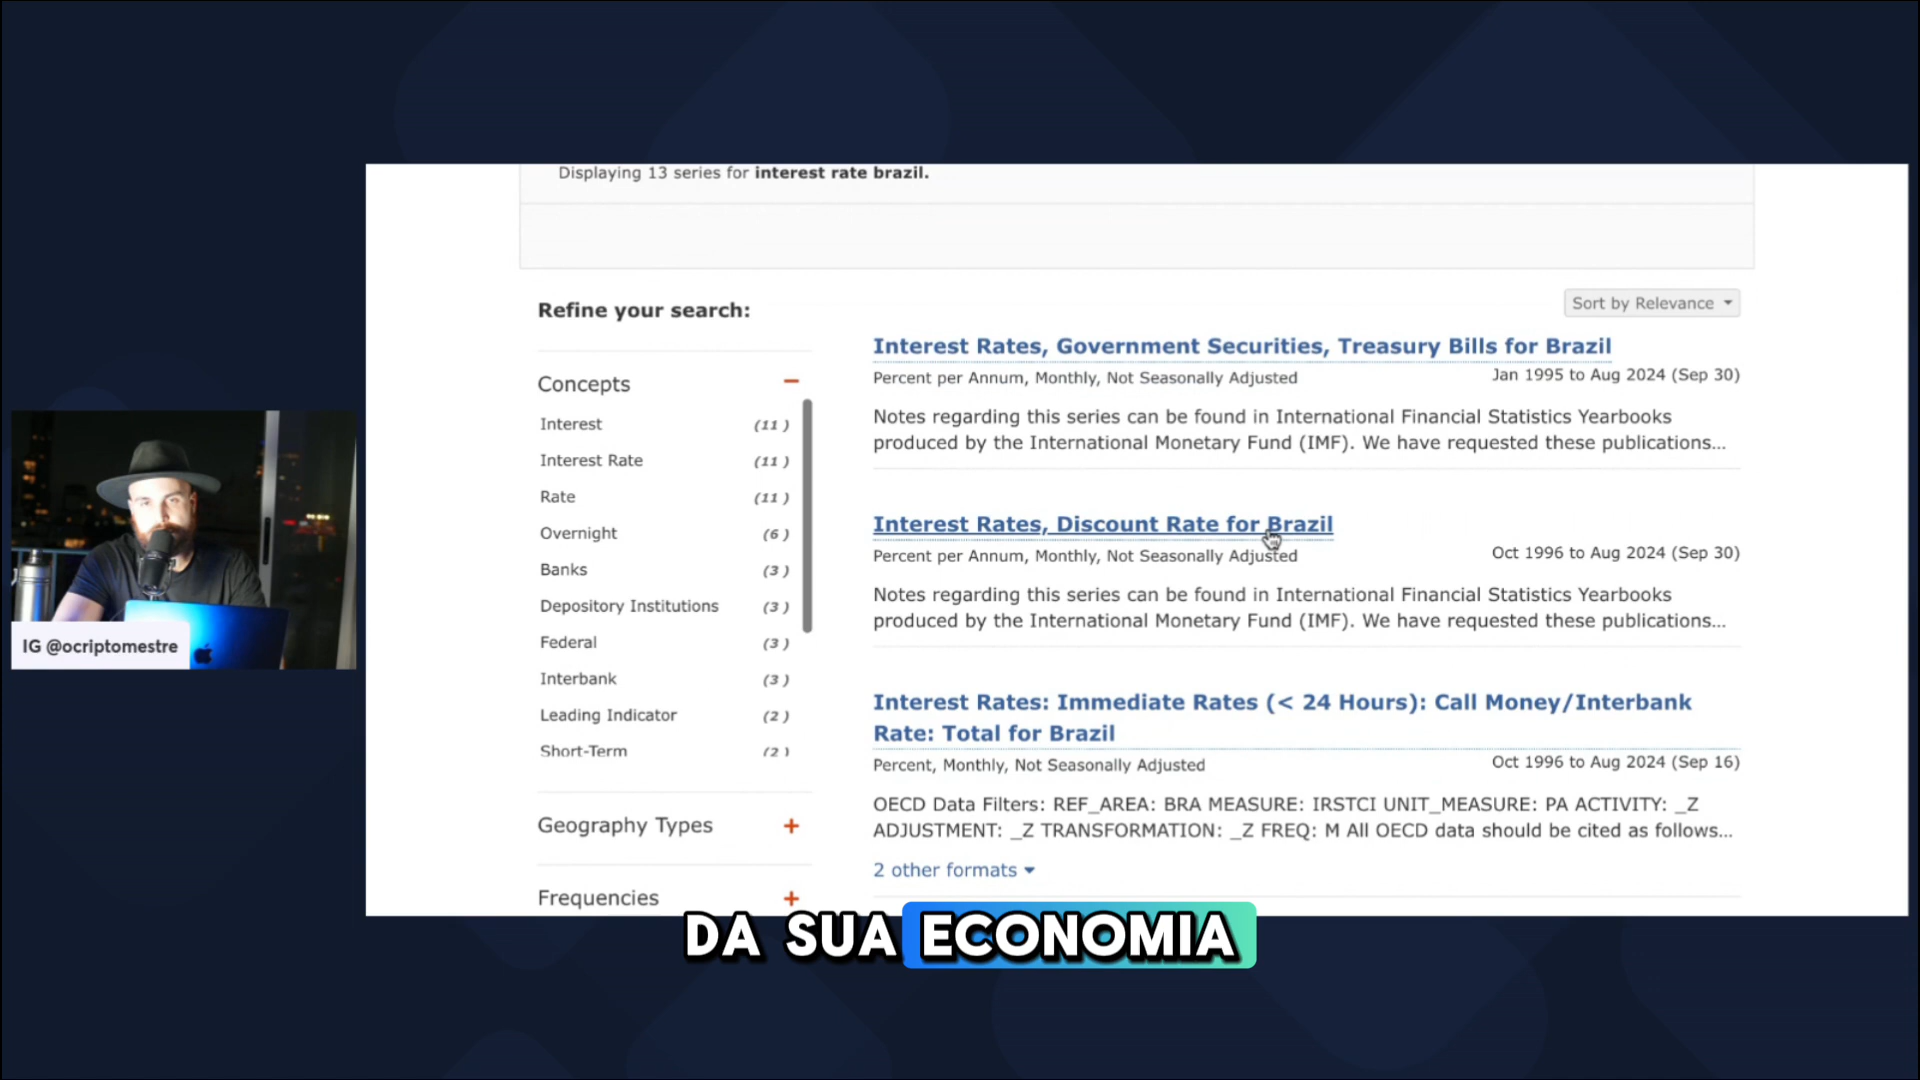 Displaying 13 series for interest rate brazil.
Refine your search:
Sort by Relevance
Concepts
Interest (11)
Interest Rate (11)
Rate (11)
Overnight (6)
Banks (3)
Depository Institutions (3)
Federal (3)
Interbank (3)
Leading Indicator (2)
Short-Term (2)
Geography Types
Frequencies
Interest Rates, Government Securities, Treasury Bills for Brazil
Percent per Annum, Monthly, Not Seasonally Adjusted Jan 1995 to Aug 2024 (Sep 30)
Notes regarding this series can be found in International Financial Statistics Yearbooks
produced by the International Monetary Fund (IMF). We have requested these publications...
Interest Rates, Discount Rate for Brazil
Percent per Annum, Monthly, Not Seasonally Adjusted Oct 1996 to Aug 2024 (Sep 30)
Notes regarding this series can be found in International Financial Statistics Yearbooks
produced by the International Monetary Fund (IMF). We have requested these publications...
Interest Rates: Immediate Rates (< 24 Hours): Call Money/Interbank
Rate: Total for Brazil
Percent, Monthly, Not Seasonally Adjusted Oct 1996 to Aug 2024 (Sep 16)
OECD Data Filters: REF_AREA: BRA MEASURE: IRSTCI UNIT_MEASURE: PA ACTIVITY: _Z
ADJUSTMENT: _Z TRANSFORMATION: _Z FREQ: M All OECD data should be cited as follows...
2 other formats
IG @ocriptomestre
DA SUA ECONOMIA